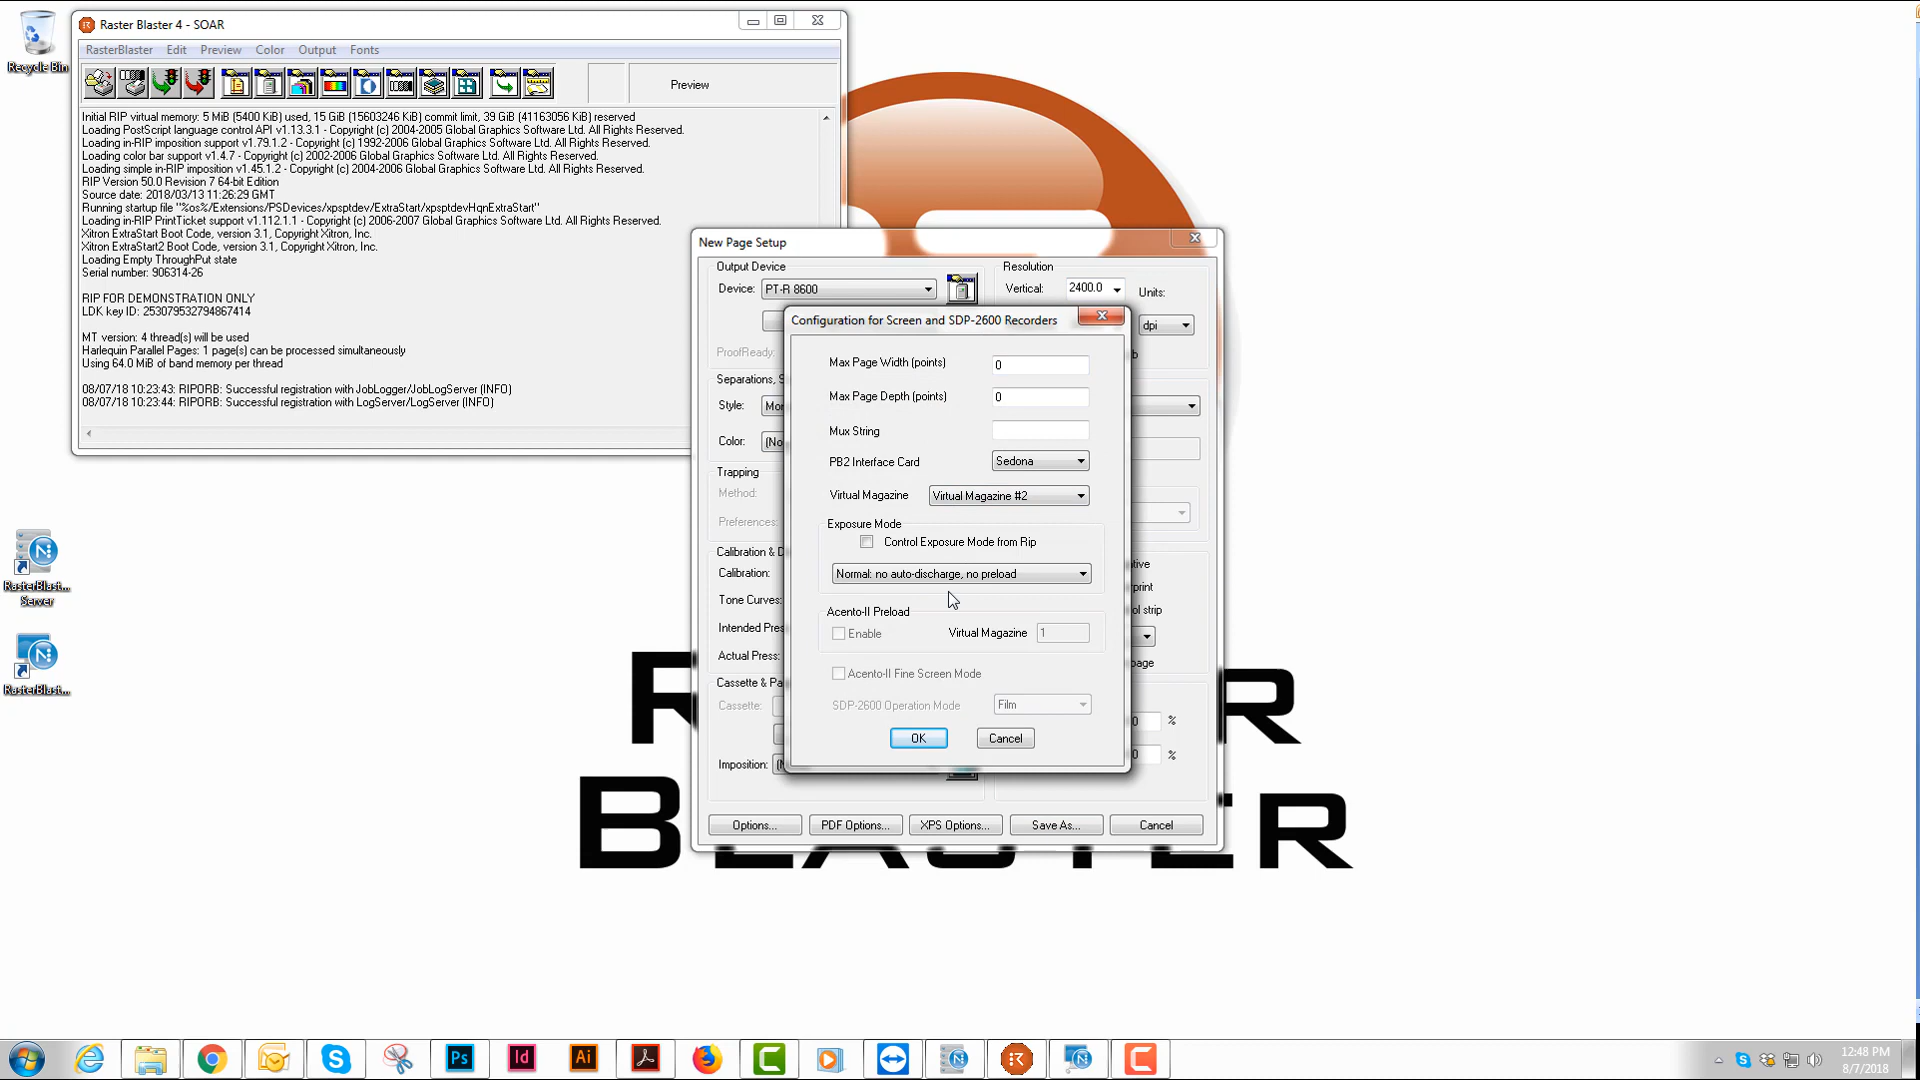 Recycle Bin
Raster Blaster 4 - SOAR
RasterBlaster Edit Preview Color Output Fonts
Preview
Initial RIP virtual memory: 5 MiB (5400 KiB) used, 15 GiB (15603246 KiB) commit limit, 39 GiB (41163056 KiB) reserved
Loading PostScript language control API v1.13.3.1 - Copyright (c) 2004-2005 Global Graphics Software Ltd. All Rights Reserved.
Loading in-RIP imposition support v1.79.1.2 - Copyright (c) 1992-2006 Global Graphics Software Ltd. All Rights Reserved.
Loading color bar support v1.4.7 - Copyright (c) 2002-2006 Global Graphics Software Ltd. All Rights Reserved.
Loading simple in-RIP imposition v1.45.1.2 - Copyright (c) 2004-2006 Global Graphics Software Ltd. All Rights Reserved.
RIP Version 50.0 Revision 7 64-bit Edition
Source date: 2018/03/13 11:26:29 GMT
Running startup file "%os%/Extensions/PSDevices/xpsptdev/ExtraStart/xpsptdevHqnExtraStart"
Loading in-RIP PrintTicket support v1.112.1.1 - Copyright (c) 2006-2007 Global Graphics Software Ltd. All Rights Reserved.
Xitron ExtraStart Boot Code, version 3.1, Copyright Xitron, Inc.
Xitron ExtraStart2 Boot Code, version 3.1, Copyright Xitron, Inc.
Loading Empty ThroughPut state
Serial number: 906314-26
RIP FOR DEMONSTRATION ONLY
LDK key ID: 253079532794867414
MT version: 4 thread(s) will be used
Harlequin Parallel Pages: 1 page(s) can be processed simultaneously
Using 64.0 MiB of band memory per thread
08/07/18 10:23:43: RIPORB: Successful registration with JobLogger/JobLogServer (INFO)
08/07/18 10:23:44: RIPORB: Successful registration with LogServer/LogServer (INFO)
New Page Setup
Output Device
Device: PT-R 8600
ProofReady:
Separations, S
Style: Mor
Color: (No
Trapping
Method:
Preferences:
Calibration & D
Calibration:
Tone Curves:
Intended Pres
Actual Press:
Cassette & Pa
Cassette:
Imposition:
Resolution
Vertical: 2400.0 Units:
dpi
b
tive
print
ol strip
page
0 %
0 %
Options... PDF Options... XPS Options... Save As... Cancel
Configuration for Screen and SDP-2600 Recorders
Max Page Width (points) 0
Max Page Depth (points) 0
Mux String
PB2 Interface Card Sedona
Virtual Magazine Virtual Magazine #2
Exposure Mode
Control Exposure Mode from Rip
Normal: no auto-discharge, no preload
Acento-II Preload
Enable Virtual Magazine 1
Acento-II Fine Screen Mode
SDP-2600 Operation Mode Film
OK Cancel
RasterBlast...
Server
RasterBlast...
R R
BLASTER
Ps Id Ai
12:48 PM
8/7/2018